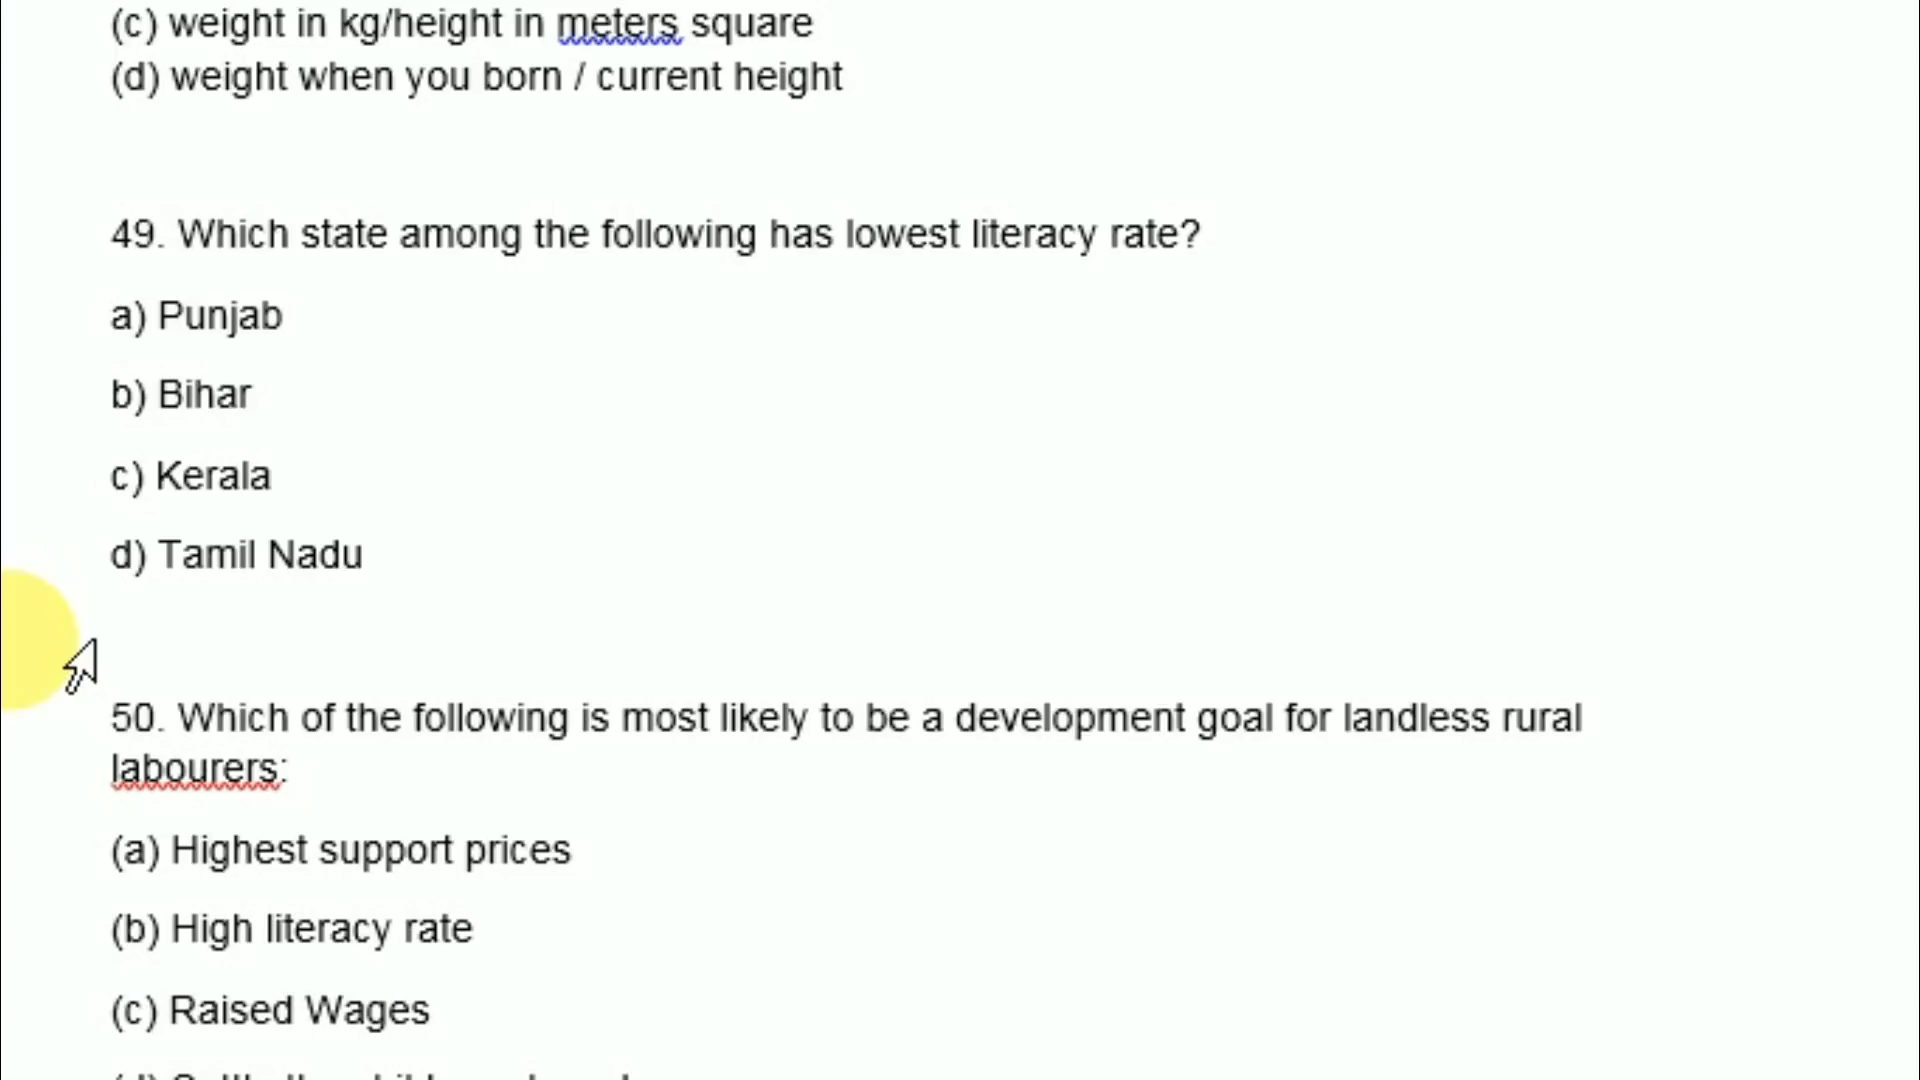 (c) weight in kg/height in meters square
(d) weight when you born / current height
49. Which state among the following has lowest literacy rate?
a) Punjab
b) Bihar
c) Kerala
d) Tamil Nadu
50. Which of the following is most likely to be a development goal for landless rural
labourers:
(a) Highest support prices
(b) High literacy rate
(c) Raised Wages